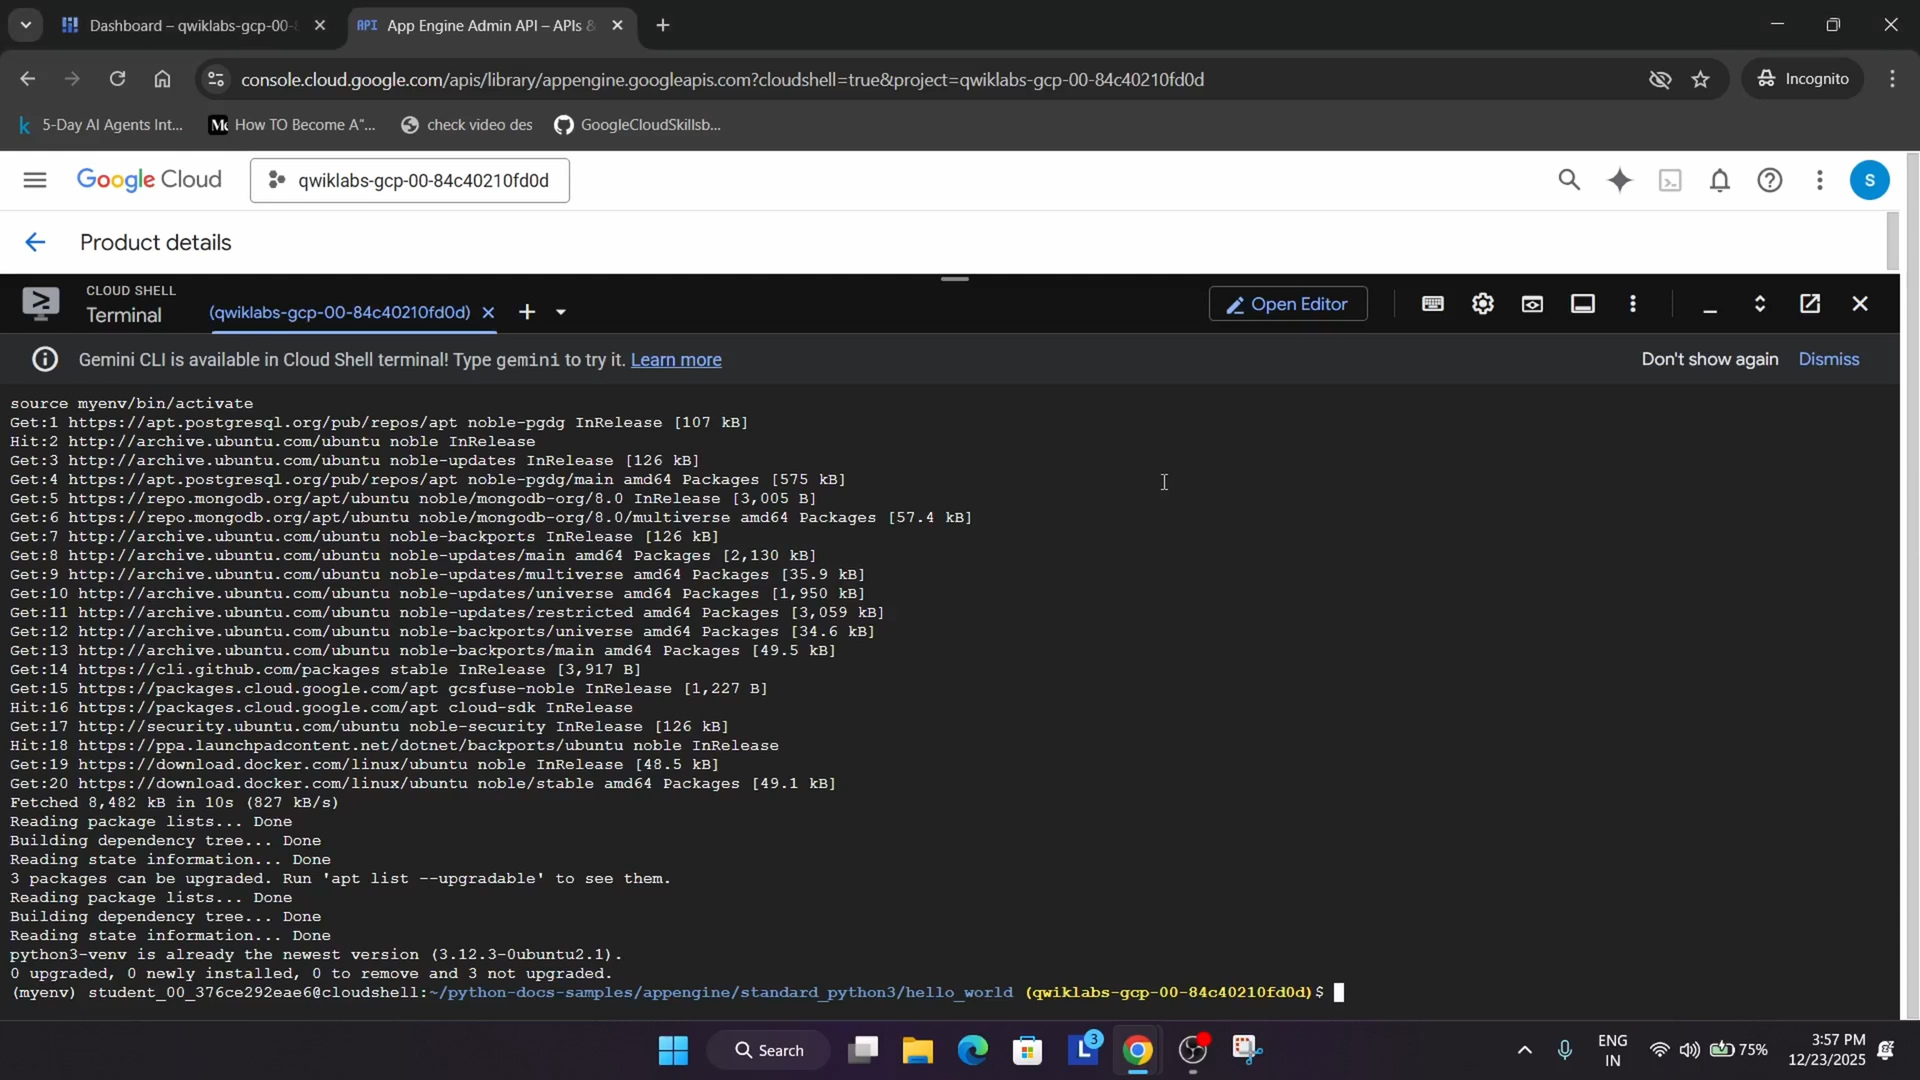 Dashboard – qwiklabs-gcp-00-
API App Engine Admin API – APIs &
console.cloud.google.com/apis/library/appengine.googleapis.com?cloudshell=true&project=qwiklabs-gcp-00-84c40210fd0d
Incognito
5-Day AI Agents Int...
How TO Become A“...
check video des
GoogleCloudSkillsb...
Google Cloud
qwiklabs-gcp-00-84c40210fd0d
S
Product details
CLOUD SHELL
Terminal
(qwiklabs-gcp-00-84c40210fd0d)
Open Editor
Gemini CLI is available in Cloud Shell terminal! Type gemini to try it. Learn more
Don't show again
Dismiss
source myenv/bin/activate
Get:1 https://apt.postgresql.org/pub/repos/apt noble-pgdg InRelease [107 kB]
Hit:2 http://archive.ubuntu.com/ubuntu noble InRelease
Get:3 http://archive.ubuntu.com/ubuntu noble-updates InRelease [126 kB]
Get:4 https://apt.postgresql.org/pub/repos/apt noble-pgdg/main amd64 Packages [575 kB]
Get:5 https://repo.mongodb.org/apt/ubuntu noble/mongodb-org/8.0 InRelease [3,005 B]
Get:6 https://repo.mongodb.org/apt/ubuntu noble/mongodb-org/8.0/multiverse amd64 Packages [57.4 kB]
Get:7 http://archive.ubuntu.com/ubuntu noble-backports InRelease [126 kB]
Get:8 http://archive.ubuntu.com/ubuntu noble-updates/main amd64 Packages [2,130 kB]
Get:9 http://archive.ubuntu.com/ubuntu noble-updates/multiverse amd64 Packages [35.9 kB]
Get:10 http://archive.ubuntu.com/ubuntu noble-updates/universe amd64 Packages [1,950 kB]
Get:11 http://archive.ubuntu.com/ubuntu noble-updates/restricted amd64 Packages [3,059 kB]
Get:12 http://archive.ubuntu.com/ubuntu noble-backports/universe amd64 Packages [34.6 kB]
Get:13 http://archive.ubuntu.com/ubuntu noble-backports/main amd64 Packages [49.5 kB]
Get:14 https://cli.github.com/packages stable InRelease [3,917 B]
Get:15 https://packages.cloud.google.com/apt gcsfuse-noble InRelease [1,227 B]
Hit:16 https://packages.cloud.google.com/apt cloud-sdk InRelease
Get:17 http://security.ubuntu.com/ubuntu noble-security InRelease [126 kB]
Hit:18 https://ppa.launchpadcontent.net/dotnet/backports/ubuntu noble InRelease
Get:19 https://download.docker.com/linux/ubuntu noble InRelease [48.5 kB]
Get:20 https://download.docker.com/linux/ubuntu noble/stable amd64 Packages [49.1 kB]
Fetched 8,482 kB in 10s (827 kB/s)
Reading package lists... Done
Building dependency tree... Done
Reading state information... Done
3 packages can be upgraded. Run 'apt list --upgradable' to see them.
Reading package lists... Done
Building dependency tree... Done
Reading state information... Done
python3-venv is already the newest version (3.12.3-0ubuntu2.1).
0 upgraded, 0 newly installed, 0 to remove and 3 not upgraded.
(myenv) student_00_376ce292eae6@cloudshell:~/python-docs-samples/appengine/standard_python3/hello_world (qwiklabs-gcp-00-84c40210fd0d)$
Search
3
ENG
IN
75%
3:57 PM
12/23/2025